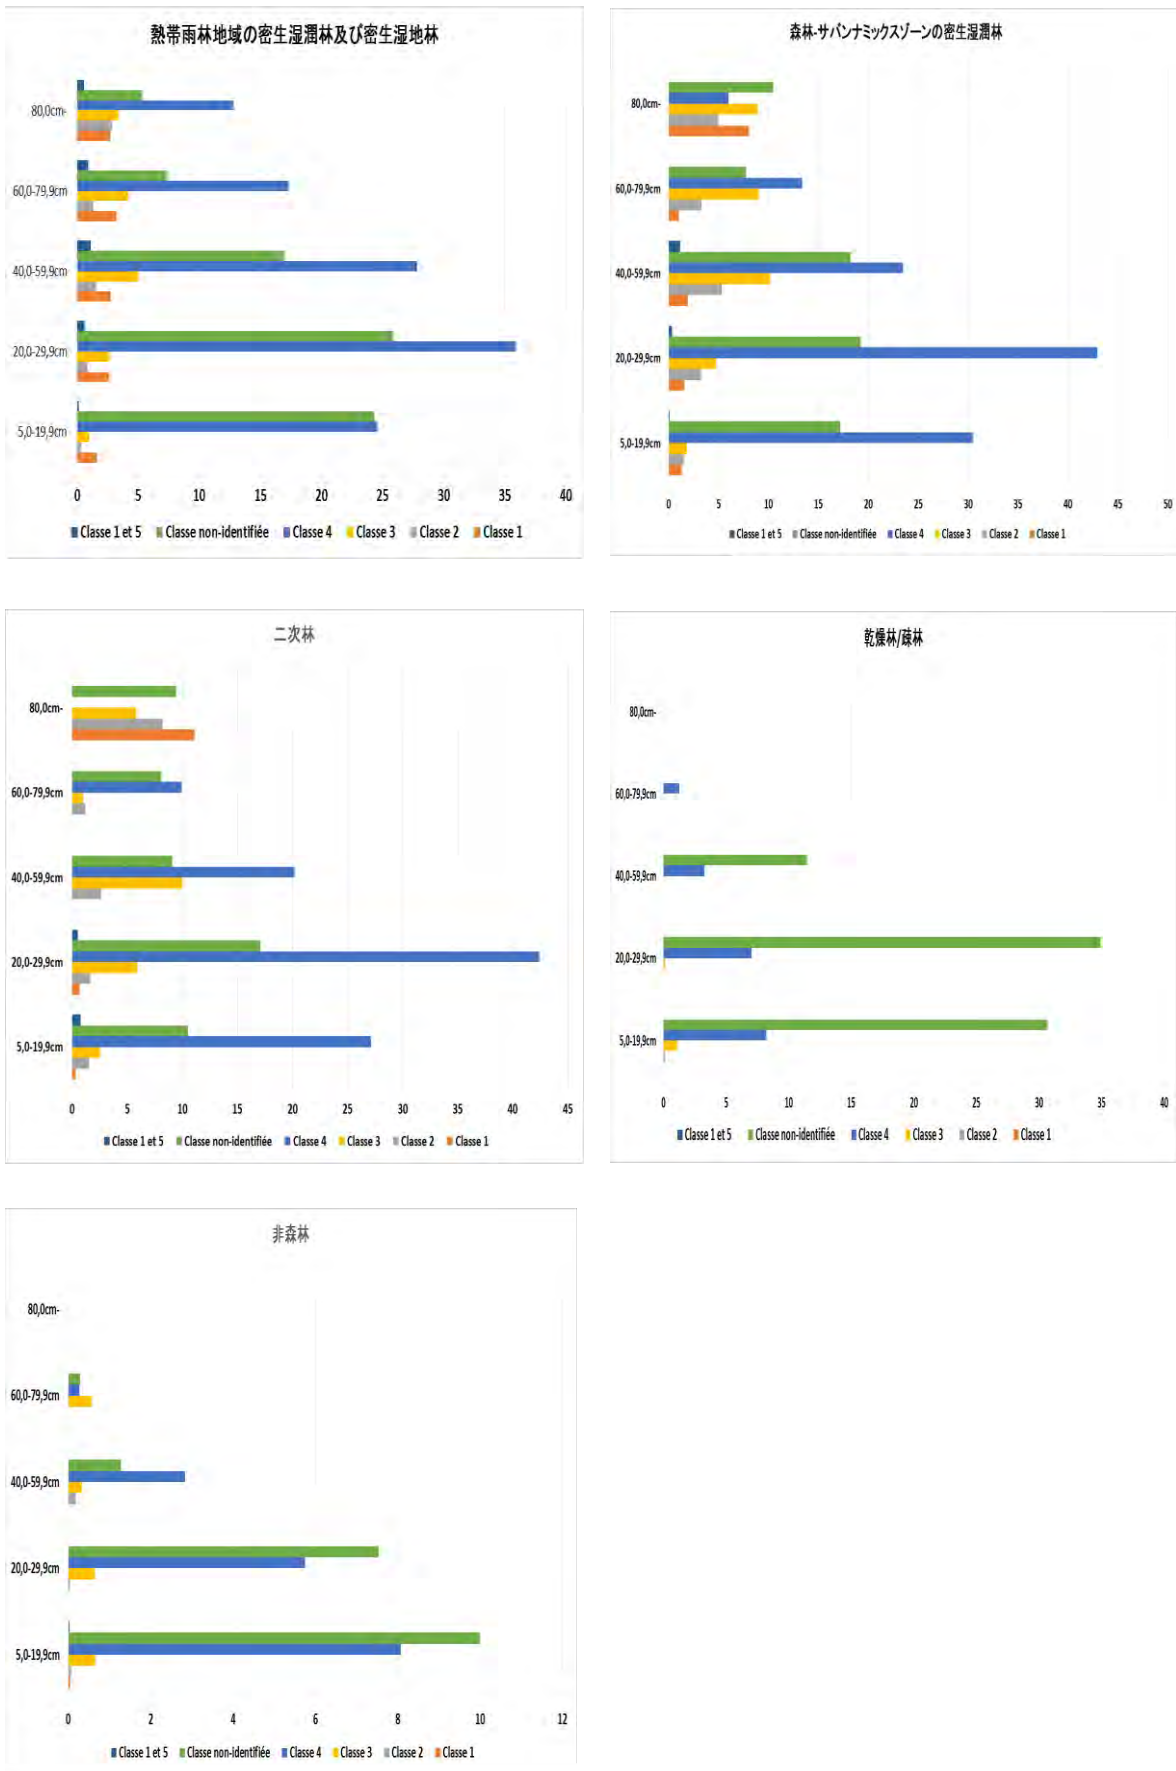 熱帯雨林地域の密生湿潤林及び密生湿地林
80,0cm-
60,0-79,9cm
40,0-59,9cm
20,0-29,9cm
5,0-19,9cm
0 5 10 15 20 25 30 35 40
Classe 1 et 5 Classe non-identifiée Classe 4 Classe 3 Classe 2 Classe 1
森林-サバンナミックスゾーンの密生湿潤林
80,0cm-
60,0-79,9cm
40,0-59,9cm
20,0-29,9cm
5,0-19,9cm
0 5 10 15 20 25 30 35 40 45 50
Classe 1 et 5 Classe non-identifiée Classe 4 Classe 3 Classe 2 Classe 1
二次林
80,0cm-
60,0-79,9cm
40,0-59,9cm
20,0-29,9cm
5,0-19,9cm
0 5 10 15 20 25 30 35 40 45
Classe 1 et 5 Classe non-identifiée Classe 4 Classe 3 Classe 2 Classe 1
乾燥林/疎林
80,0cm-
60,0-79,9cm
40,0-59,9cm
20,0-29,9cm
5,0-19,9cm
0 5 10 15 20 25 30 35 40
Classe 1 et 5 Classe non-identifiée Classe 4 Classe 3 Classe 2 Classe 1
非森林
80,0cm-
60,0-79,9cm
40,0-59,9cm
20,0-29,9cm
5,0-19,9cm
0 2 4 6 8 10 12
Classe 1 et 5 Classe non-identifiée Classe 4 Classe 3 Classe 2 Classe 1